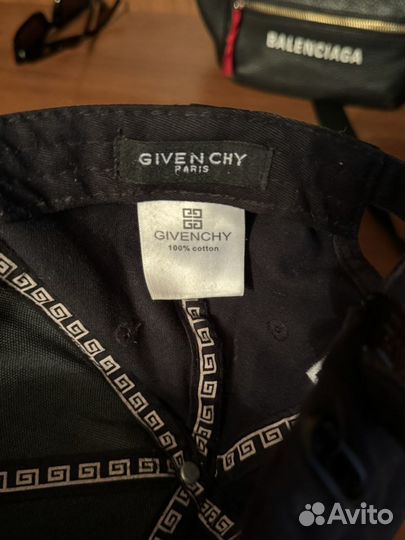 BALENCIAGA
GIVENCHY
PARIS
GIVENCHY
100% cotton
Avito